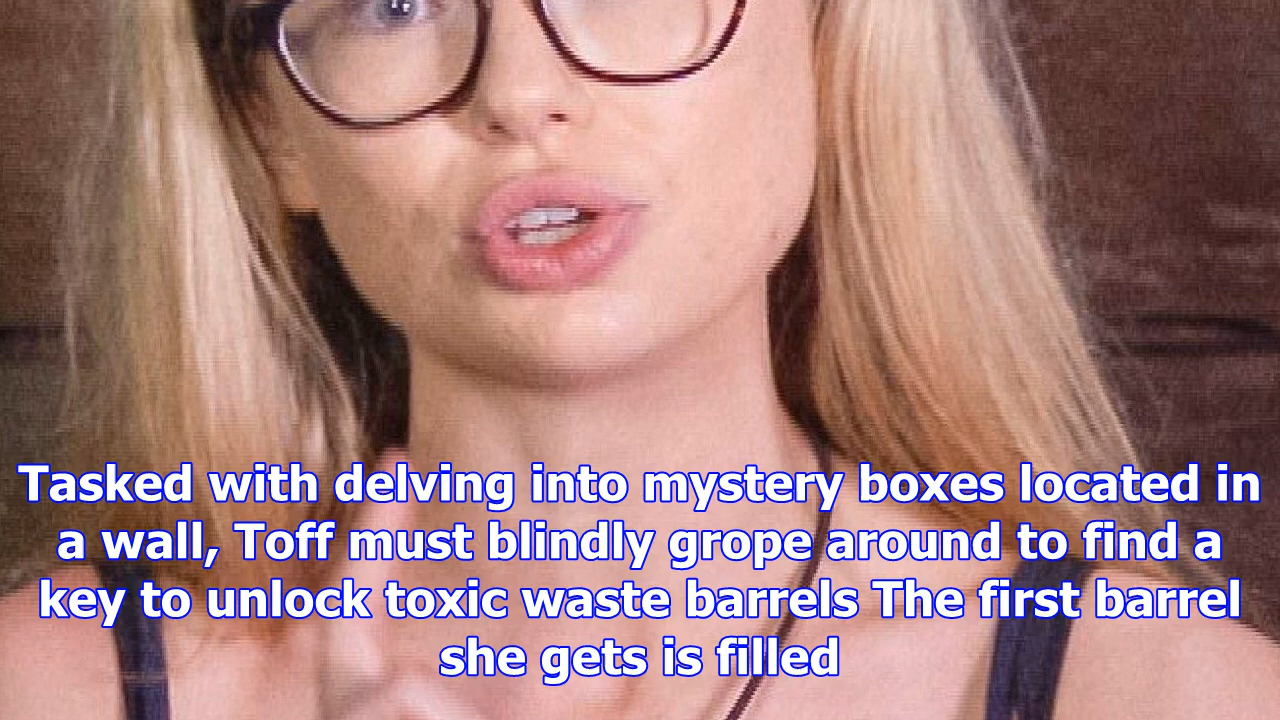 Tasked with delving into mystery boxes located in
a wall, Toff must blindly grope around to find a
key to unlock toxic waste barrels The first barrel
she gets is filled